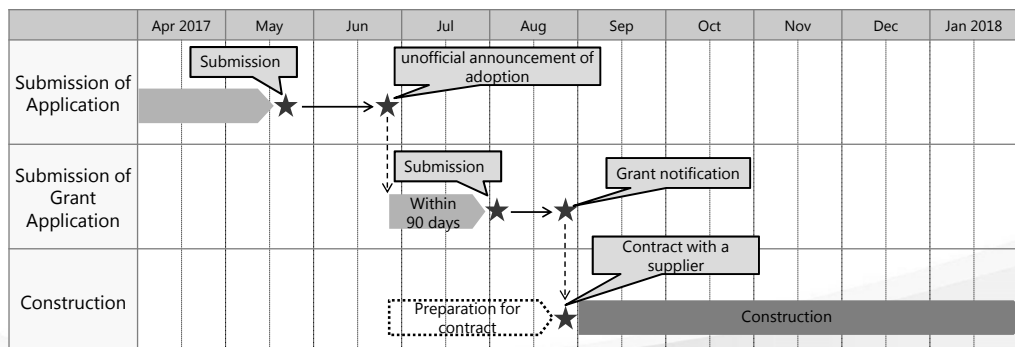 Apr 2017 May Jun Jul Aug Sep Oct Nov Dec Jan 2018
Submission of
Application
Submission
unofficial announcement of
adoption
Submission of
Grant
Application
Within
90 days
Submission
Grant notification
Construction
Preparation for
contract
Contract with a
supplier
Construction